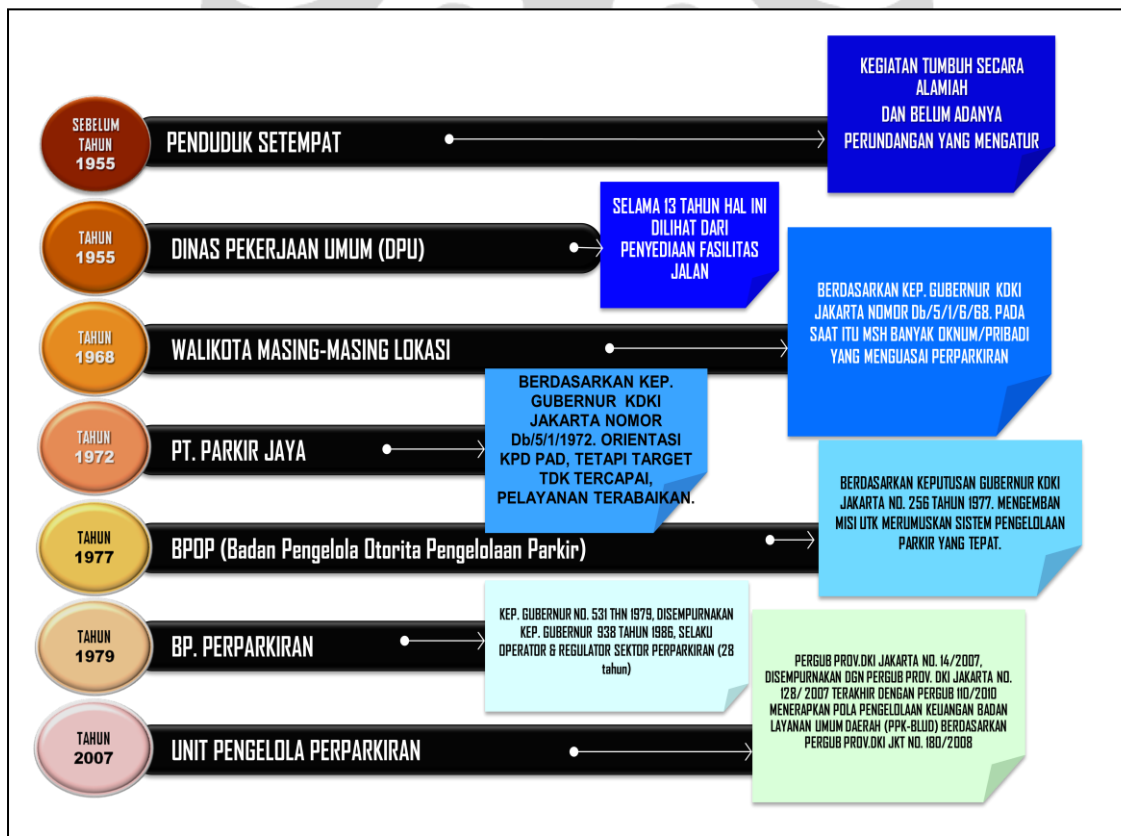 SEBELUM
TAHUN
1955
PENDUDUK SETEMPAT
KEGIATAN TUMBUH SECARA
ALAMIAH
DAN BELUM ADANYA
PERUNDANGAN YANG MENGATUR
TAHUN
1955
DINAS PEKERJAAN UMUM (DPU)
SELAMA 13 TAHUN HAL INI
DILIHAT DARI
PENYEDIAAN FASILITAS
JALAN
TAHUN
1968
WALIKOTA MASING-MASING LOKASI
BERDASARKAN KEP. GUBERNUR KDKI
JAKARTA NOMOR Db/5/1/6/68. PADA
SAAT ITU MSH BANYAK OKNUM/PRIBADI
YANG MENGUASAI PERPARKIRAN
TAHUN
1972
PT. PARKIR JAYA
BERDASARKAN KEP.
GUBERNUR KDKI
JAKARTA NOMOR
Db/5/1/1972. ORIENTASI
KPD PAD, TETAPI TARGET
TDK TERCAPAI,
PELAYANAN TERABAIKAN.
TAHUN
1977
BPOP (Badan Pengelola Otorita Pengelolaan Parkir)
BERDASARKAN KEPUTUSAN GUBERNUR KDKI
JAKARTA NO. 256 TAHUN 1977. MENGEMBAN
MISI UTK MERUMUSKAN SISTEM PENGELOLAAN
PARKIR YANG TEPAT.
TAHUN
1979
BP. PERPARKIRAN
KEP. GUBERNUR NO. 531 THN 1979, DISEMPURNAKAN
KEP. GUBERNUR 938 TAHUN 1986, SELAKU
OPERATOR & REGULATOR SEKTOR PERPARKIRAN (28
tahun)
TAHUN
2007
UNIT PENGELOLA PERPARKIRAN
PERGUB PROV.DKI JAKARTA NO. 14/2007,
DISEMPURNAKAN DGN PERGUB PROV. DKI JAKARTA NO.
128/ 2007 TERAKHIR DENGAN PERGUB 110/2010
MENERAPKAN POLA PENGELOLAAN KEUANGAN BADAN
LAYANAN UMUM DAERAH (PPK-BLUD) BERDASARKAN
PERGUB PROV.DKI JKT NO. 180/2008